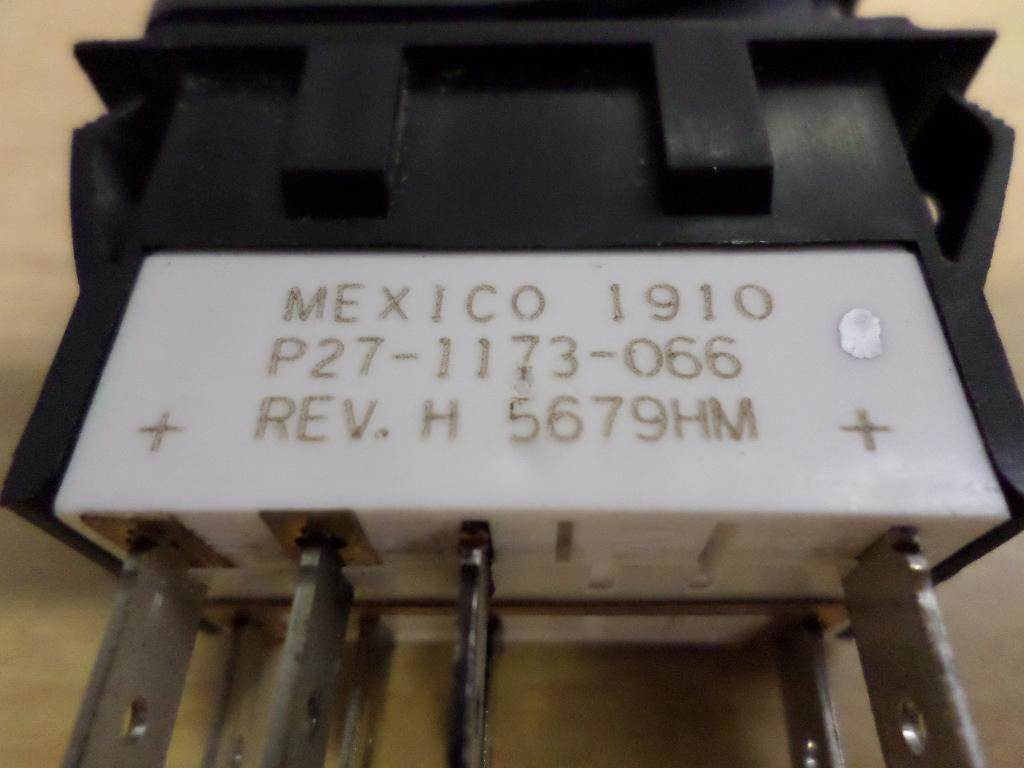 MEXICO 1910
P27-1173-066
+ REV. H 5679HM +